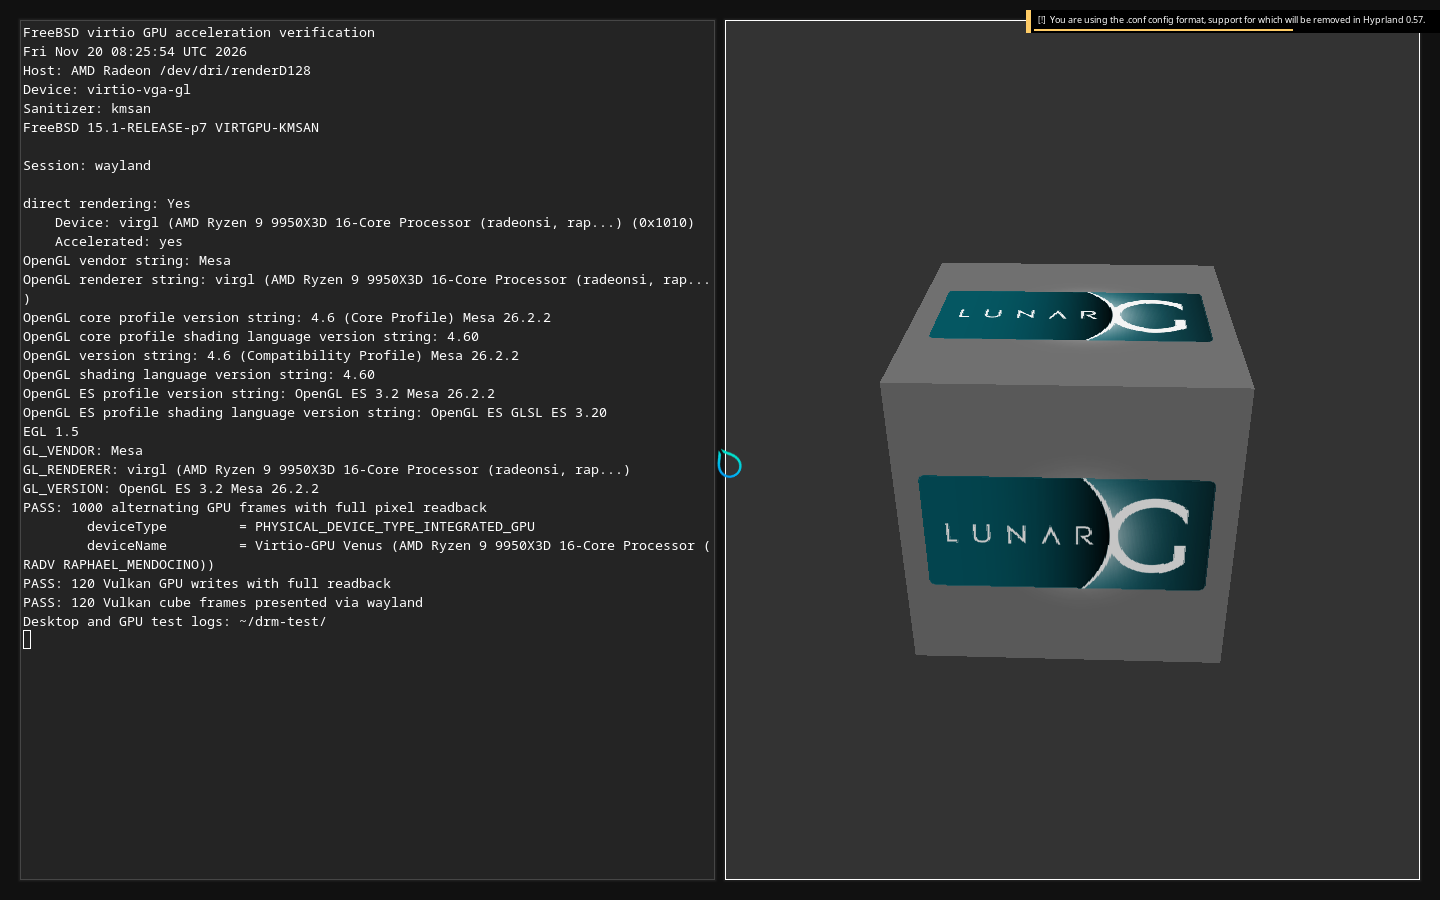 FreeBSD virtio GPU acceleration verification
Fri Nov 20 08:25:54 UTC 2026
Host: AMD Radeon /dev/dri/renderD128
Device: virtio-vga-gl
Sanitizer: kmsan
FreeBSD 15.1-RELEASE-p7 VIRTGPU-KMSAN
Session: wayland
direct rendering: Yes
    Device: virgl (AMD Ryzen 9 9950X3D 16-Core Processor (radeonsi, rap...) (0x1010)
    Accelerated: yes
OpenGL vendor string: Mesa
OpenGL renderer string: virgl (AMD Ryzen 9 9950X3D 16-Core Processor (radeonsi, rap...
)
OpenGL core profile version string: 4.6 (Core Profile) Mesa 26.2.2
OpenGL core profile shading language version string: 4.60
OpenGL version string: 4.6 (Compatibility Profile) Mesa 26.2.2
OpenGL shading language version string: 4.60
OpenGL ES profile version string: OpenGL ES 3.2 Mesa 26.2.2
OpenGL ES profile shading language version string: OpenGL ES GLSL ES 3.20
EGL 1.5
GL_VENDOR: Mesa
GL_RENDERER: virgl (AMD Ryzen 9 9950X3D 16-Core Processor (radeonsi, rap...)
GL_VERSION: OpenGL ES 3.2 Mesa 26.2.2
PASS: 1000 alternating GPU frames with full pixel readback
        deviceType         = PHYSICAL_DEVICE_TYPE_INTEGRATED_GPU
        deviceName         = Virtio-GPU Venus (AMD Ryzen 9 9950X3D 16-Core Processor (
RADV RAPHAEL_MENDOCINO))
PASS: 120 Vulkan GPU writes with full readback
PASS: 120 Vulkan cube frames presented via wayland
Desktop and GPU test logs: ~/drm-test/
[!] You are using the .conf config format, support for which will be removed in Hyprland 0.57.
LUNARG
LUNARG